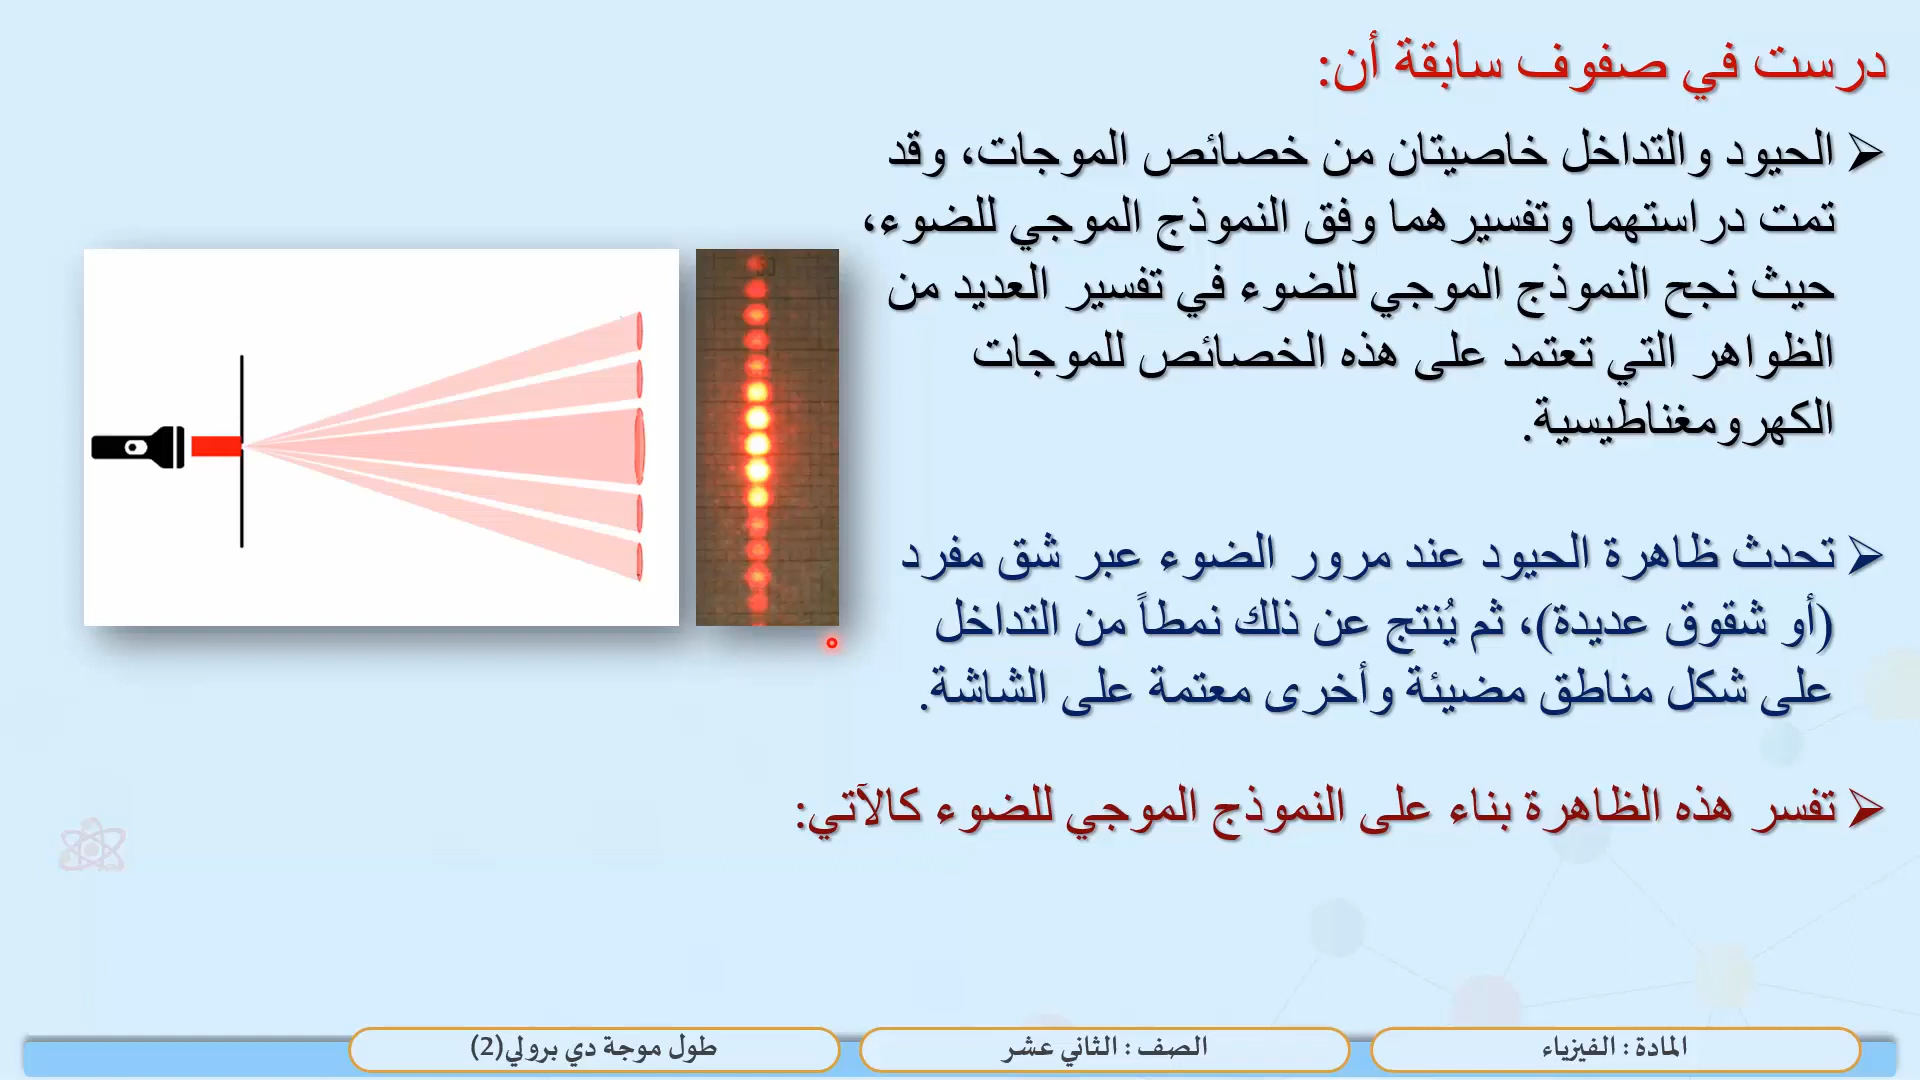 درست في صفوف سابقة أن:
الحيود والتداخل خاصيتان من خصائص الموجات، وقد
تمت دراستهما وتفسيرهما وفق النموذج الموجي للضوء،
حيث نجح النموذج الموجي للضوء في تفسير العديد من
الظواهر التي تعتمد على هذه الخصائص للموجات
الكهرومغناطيسية.
تحدث ظاهرة الحيود عند مرور الضوء عبر شق مفرد
(أو شقوق عديدة)، ثم يُنتج عن ذلك نمطاً من التداخل
على شكل مناطق مضيئة وأخرى معتمة على الشاشة.
تفسر هذه الظاهرة بناء على النموذج الموجي للضوء كالآتي:
المادة : الفيزياء
الصف : الثاني عشر
طول موجة دي برولي(2)